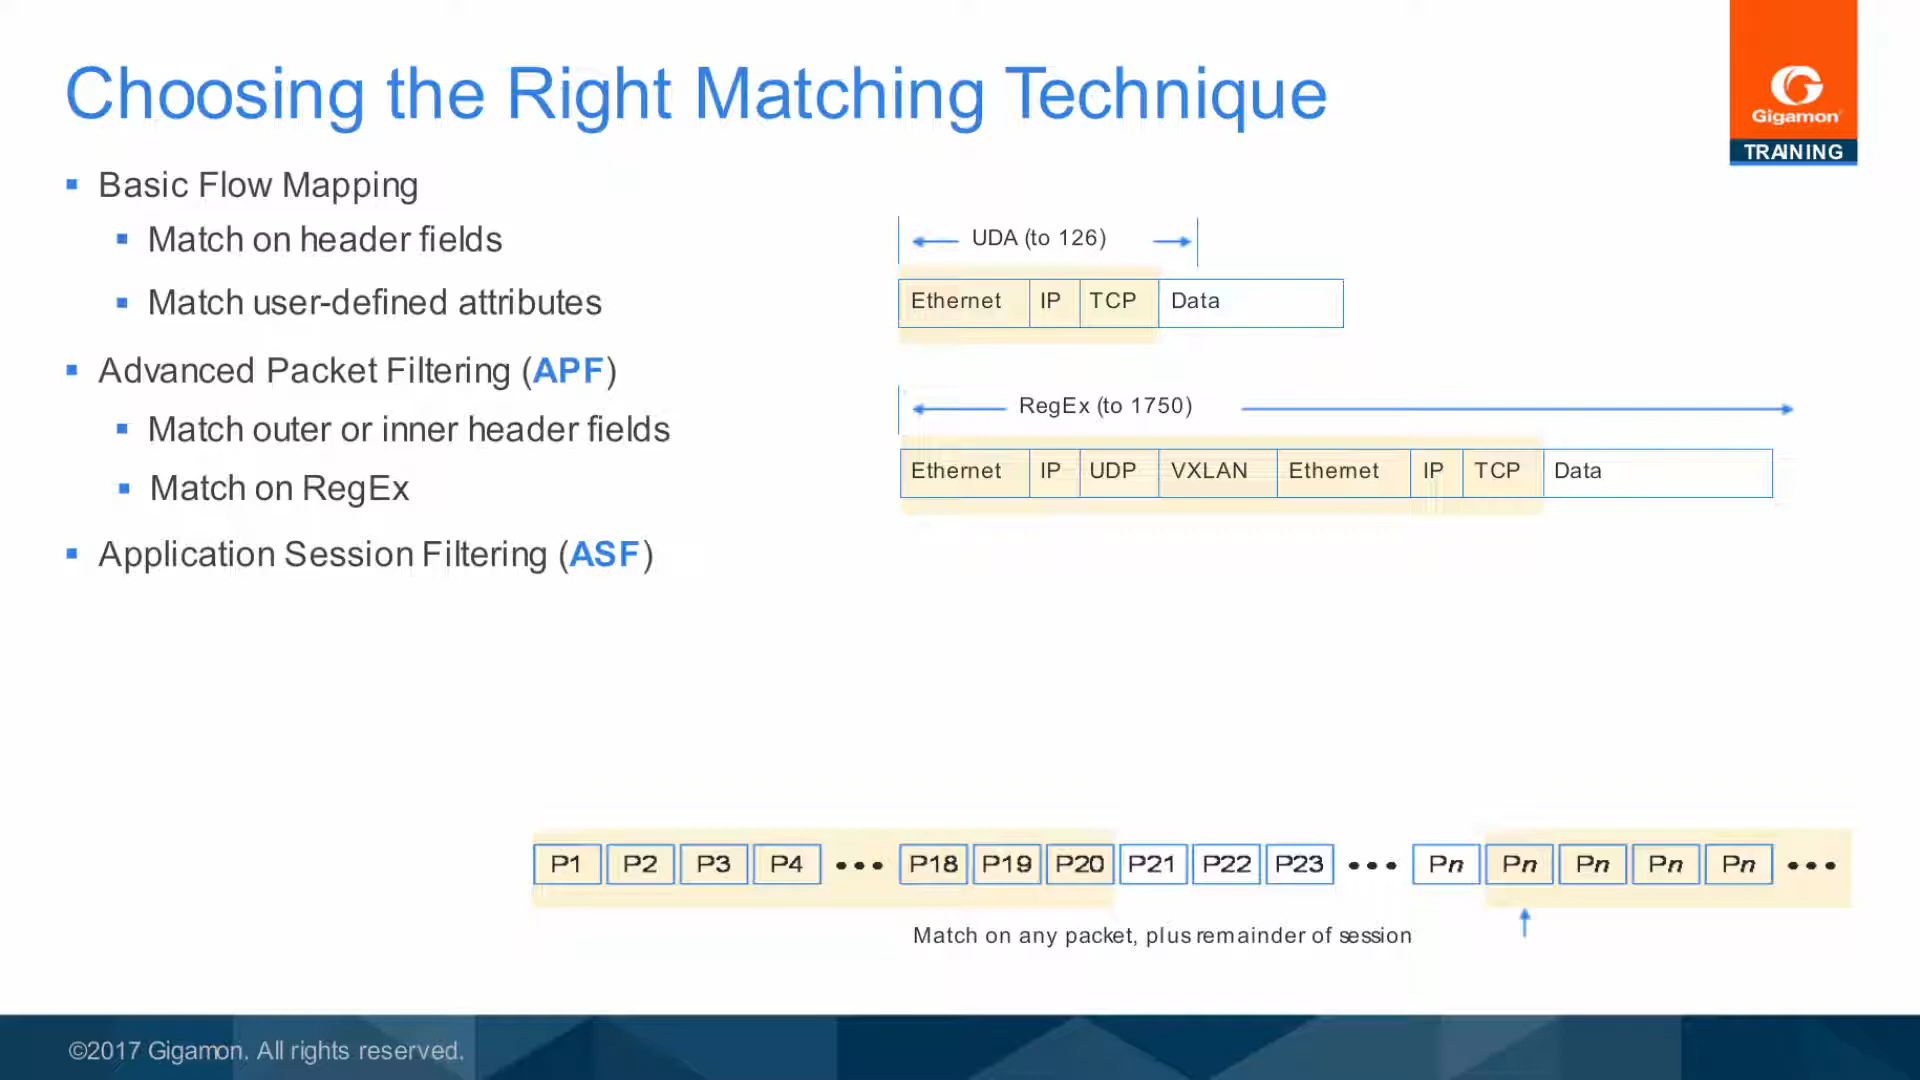 Choosing the Right Matching Technique
Gigamon
TRAINING
▪ Basic Flow Mapping
▪ Match on header fields
▪ Match user-defined attributes
▪ Advanced Packet Filtering (APF)
▪ Match outer or inner header fields
▪ Match on RegEx
▪ Application Session Filtering (ASF)
UDA (to 126)
Ethernet IP TCP Data
RegEx (to 1750)
Ethernet IP UDP VXLAN Ethernet IP TCP Data
P1 P2 P3 P4 ••• P18 P19 P20 P21 P22 P23 ••• Pn Pn Pn Pn Pn •••
Match on any packet, plus remainder of session
©2017 Gigamon. All rights reserved.